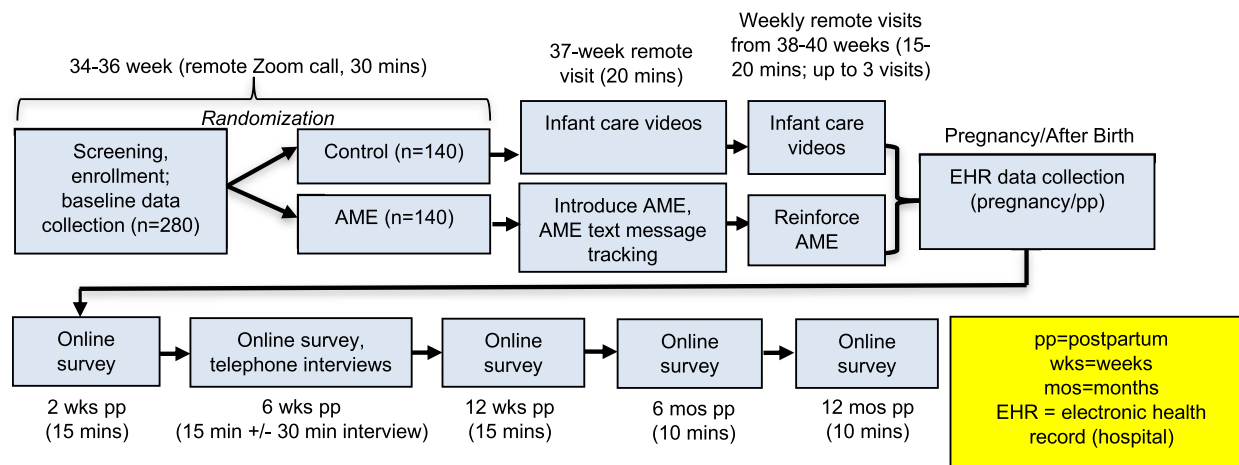 34-36 week (remote Zoom call, 30 mins)
37-week remote
visit (20 mins)
Weekly remote visits
from 38-40 weeks (15-
20 mins; up to 3 visits)
Randomization
Screening,
enrollment;
baseline data
collection (n=280)
Control (n=140)
Infant care videos
Infant care
videos
AME (n=140)
Introduce AME,
AME text message
tracking
Reinforce
AME
Pregnancy/After Birth
EHR data collection
(pregnancy/pp)
Online
survey
2 wks pp
(15 mins)
Online survey,
telephone interviews
6 wks pp
(15 min +/- 30 min interview)
Online
survey
12 wks pp
(15 mins)
Online
survey
6 mos pp
(10 mins)
Online
survey
12 mos pp
(10 mins)
pp=postpartum
wks=weeks
mos=months
EHR = electronic health
record (hospital)